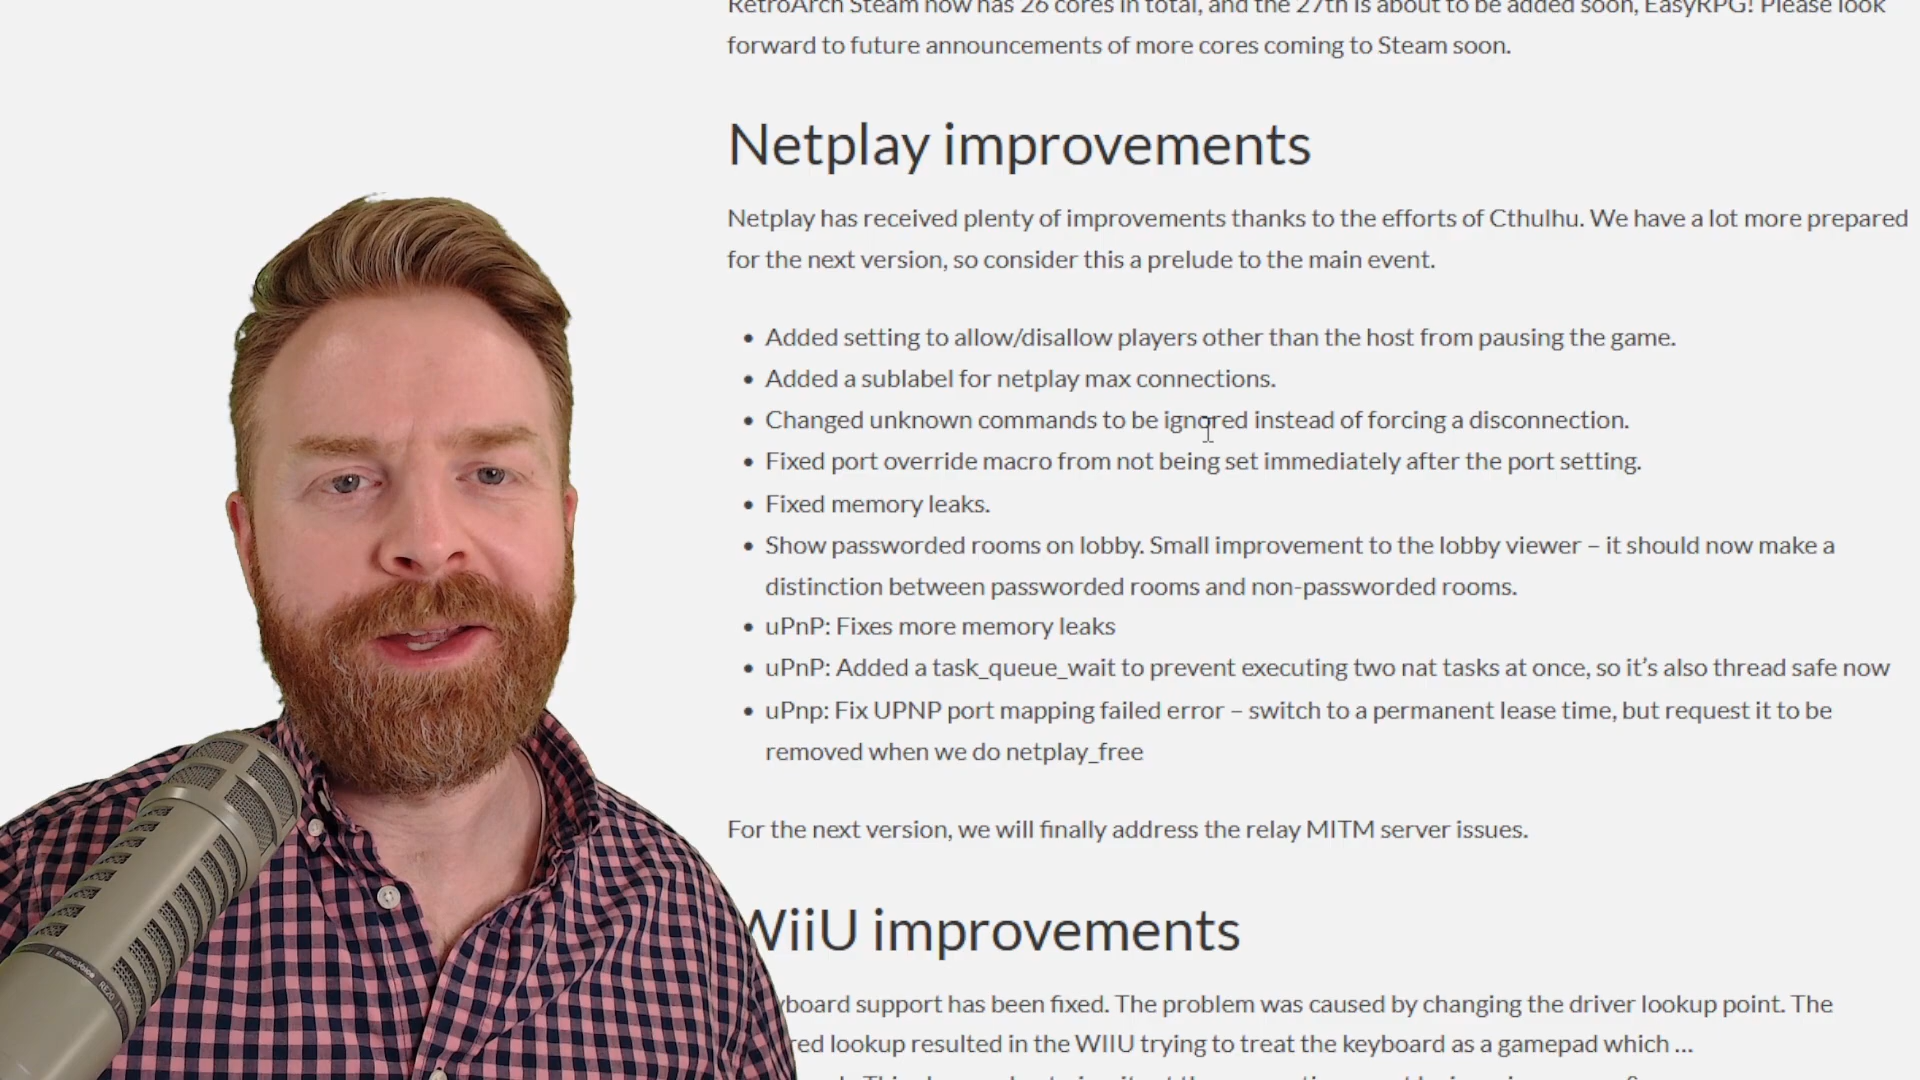 RetroArch Steam now has 26 cores in total, and the 27th is about to be added soon, EasyRPG! Please look
forward to future announcements of more cores coming to Steam soon.
Netplay improvements
Netplay has received plenty of improvements thanks to the efforts of Cthulhu. We have a lot more prepared
for the next version, so consider this a prelude to the main event.
• Added setting to allow/disallow players other than the host from pausing the game.
• Added a sublabel for netplay max connections.
• Changed unknown commands to be ignored instead of forcing a disconnection.
• Fixed port override macro from not being set immediately after the port setting.
• Fixed memory leaks.
• Show passworded rooms on lobby. Small improvement to the lobby viewer – it should now make a
distinction between passworded rooms and non-passworded rooms.
• uPnP: Fixes more memory leaks
• uPnP: Added a task_queue_wait to prevent executing two nat tasks at once, so it’s also thread safe now
• uPnp: Fix UPNP port mapping failed error – switch to a permanent lease time, but request it to be
removed when we do netplay_free
For the next version, we will finally address the relay MITM server issues.
WiiU improvements
board support has been fixed. The problem was caused by changing the driver lookup point. The
red lookup resulted in the WIIU trying to treat the keyboard as a gamepad which ...
ElectroVoice
RE20